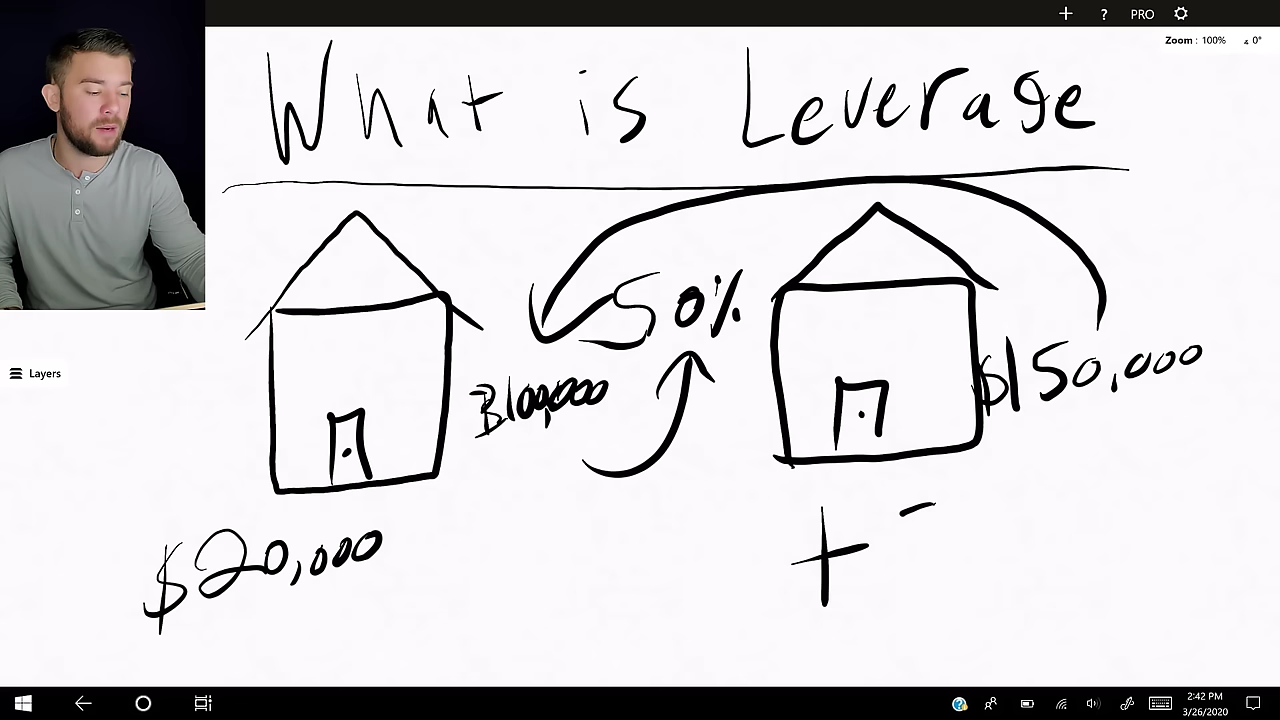 PRO
Zoom : 100% 0°
What is Leverage
50%
$100,000
$150,000
Layers
$20,000
+ -
2:42 PM
3/26/2020